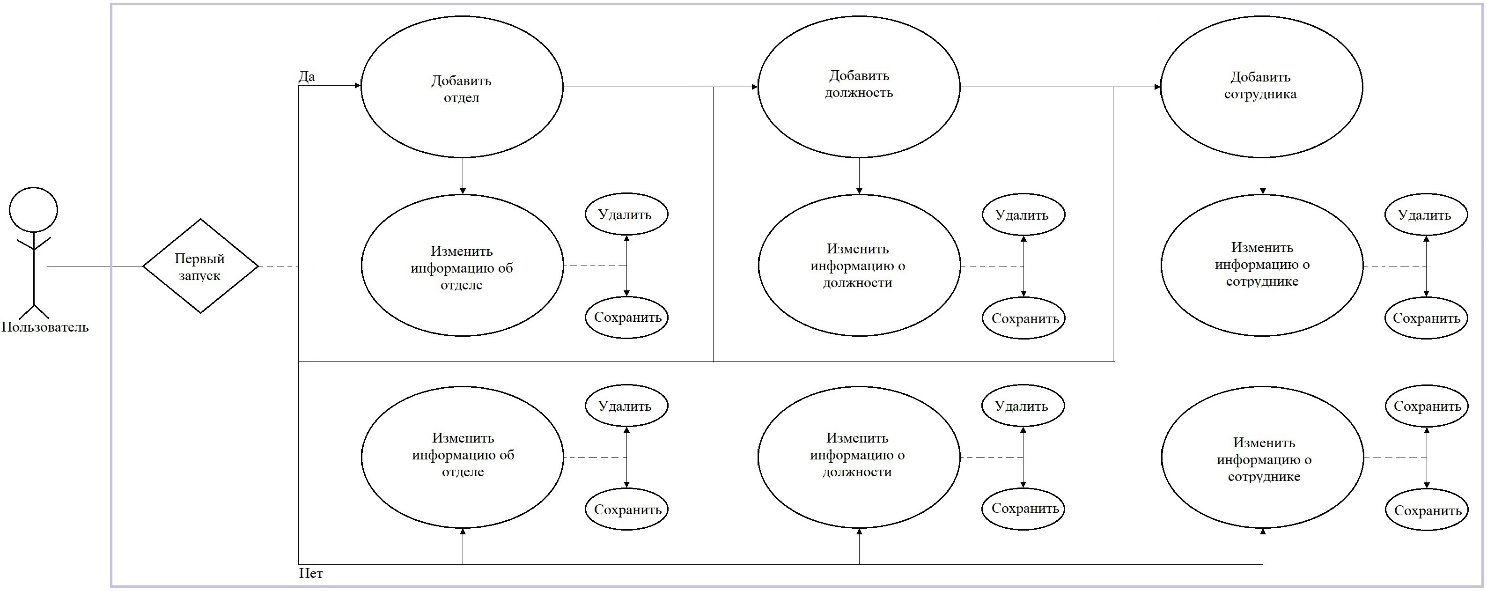 Да
Добавить
отдел
Добавить
должность
Добавить
сотрудника
Пользователь
Первый
запуск
Изменить
информацию об
отделе
Удалить
Сохранить
Изменить
информацию о
должности
Удалить
Сохранить
Изменить
информацию о
сотруднике
Удалить
Сохранить
Изменить
информацию об
отделе
Удалить
Сохранить
Изменить
информацию о
должности
Удалить
Сохранить
Изменить
информацию о
сотруднике
Сохранить
Сохранить
Нет